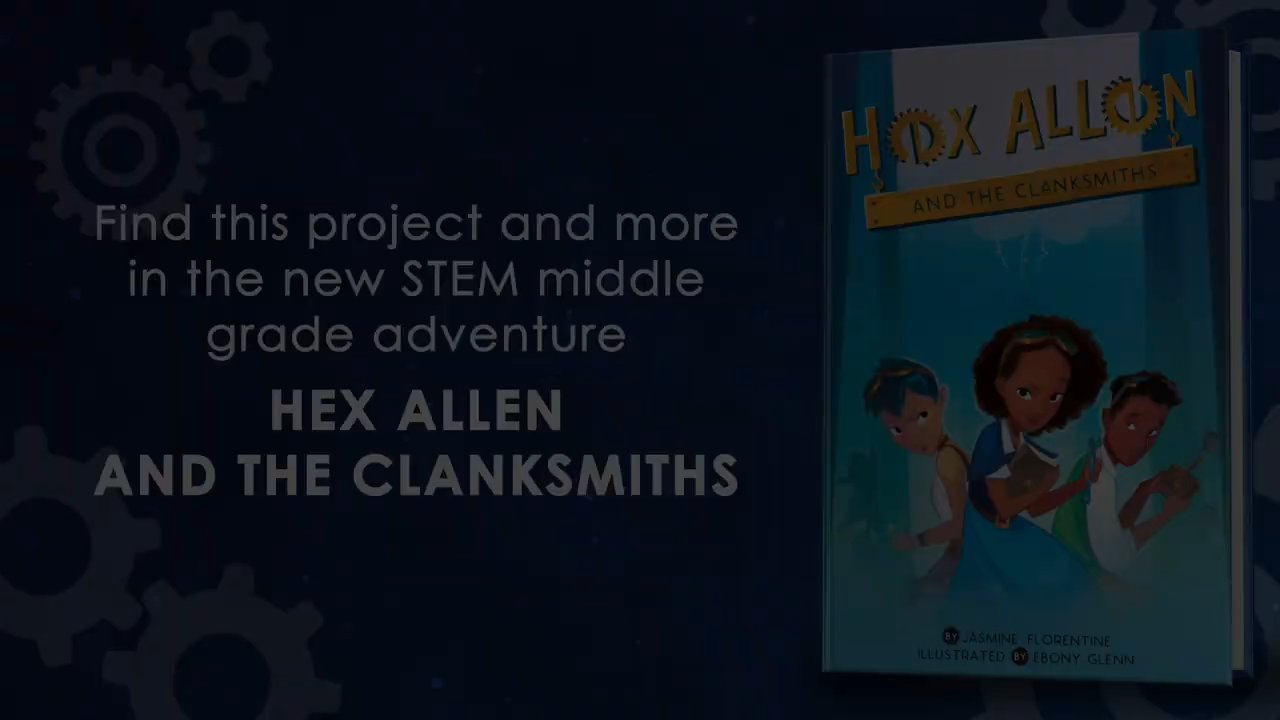 Find this project and more
in the new STEM middle
grade adventure
HEX ALLEN
AND THE CLANKSMITHS
HEX ALLEN
AND THE CLANKSMITHS
BY JASMINE FLORENTINE
ILLUSTRATED BY EBONY GLENN